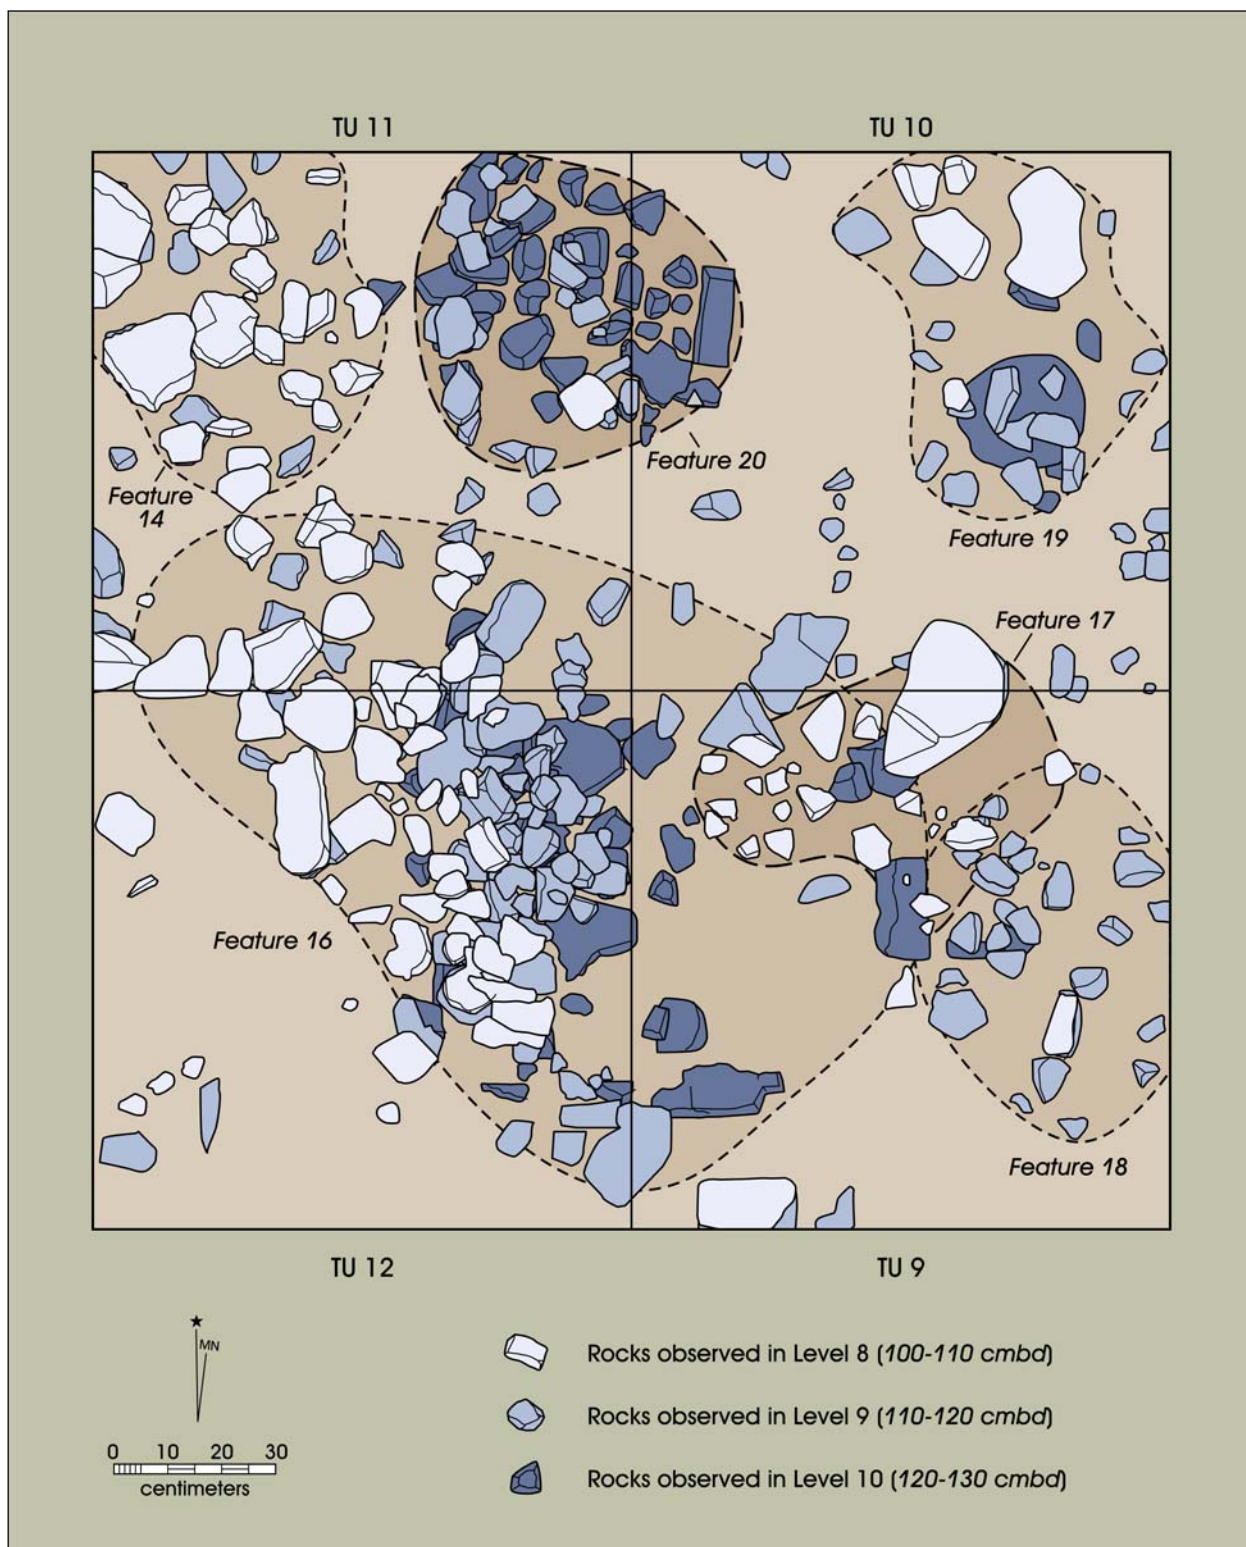 TU 11
TU 10
Feature 20
Feature
14
Feature 19
Feature 17
Feature 16
Feature 18
TU 12
TU 9
MN
0 10 20 30
centimeters
Rocks observed in Level 8 (100-110 cmbd)
Rocks observed in Level 9 (110-120 cmbd)
Rocks observed in Level 10 (120-130 cmbd)